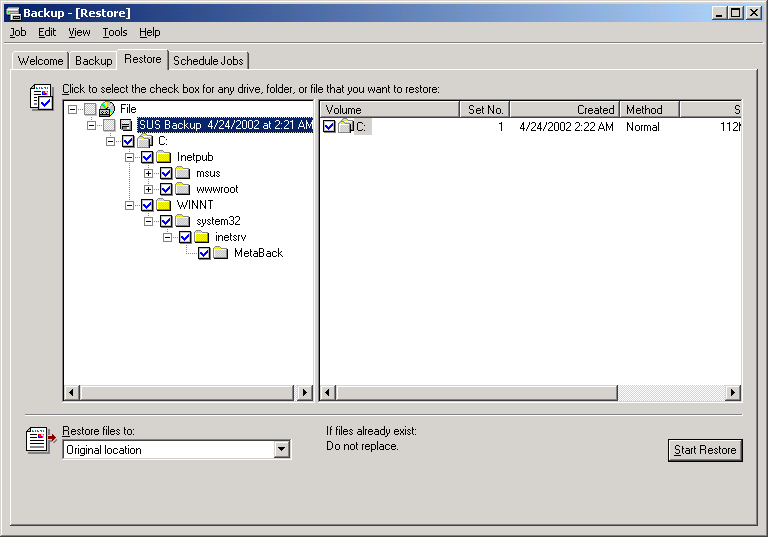 Backup - [Restore]
Job Edit View Tools Help
Welcome Backup Restore Schedule Jobs
Click to select the check box for any drive, folder, or file that you want to restore:
File
SUS Backup 4/24/2002 at 2:21 AM
C:
Inetpub
msus
wwwroot
WINNT
system32
inetsrv
MetaBack
Volume Set No. Created Method S
C: 1 4/24/2002 2:22 AM Normal 112
Restore files to:
Original location
If files already exist:
Do not replace.
Start Restore